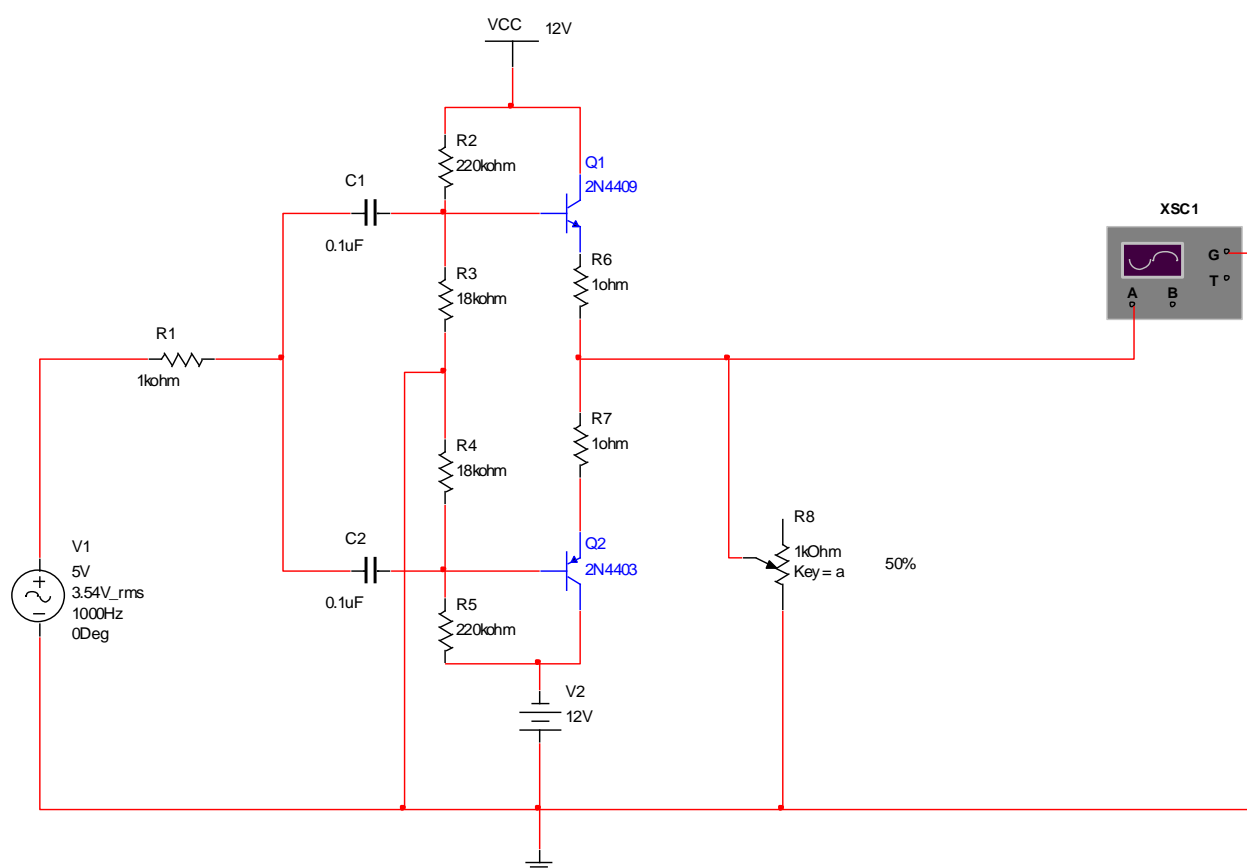 VCC 12V
R2
220kohm
Q1
2N4409
C1
0.1uF
XSC1
G
T
A B
R6
1ohm
R3
18kohm
R1
1kohm
R7
1ohm
R4
18kohm
R8
1kOhm
Key = a
50%
C2
0.1uF
Q2
2N4403
V1
5V
3.54V_rms
1000Hz
0Deg
R5
220kohm
V2
12V